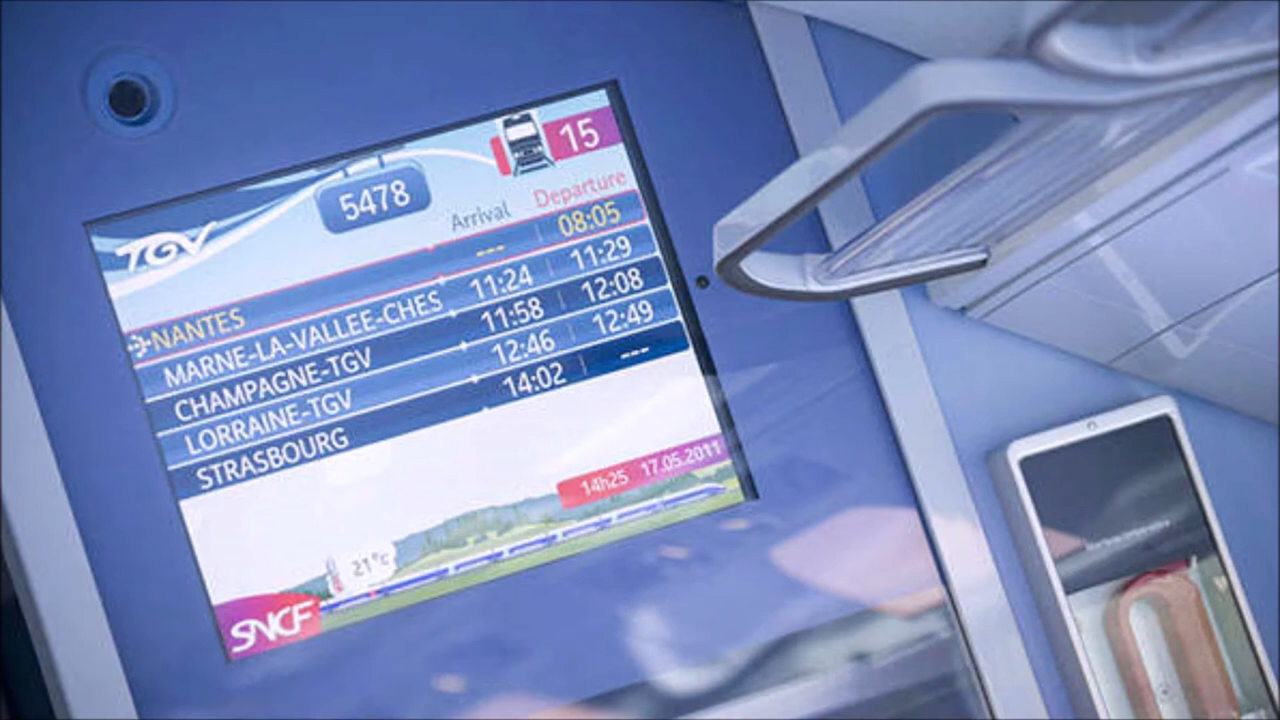 15
5478
TGV
Arrival Departure
NANTES --- 08:05
MARNE-LA-VALLEE-CHES 11:24 11:29
CHAMPAGNE-TGV 11:58 12:08
LORRAINE-TGV 12:46 12:49
STRASBOURG 14:02 ---
14h25 17.05.2011
21°c
SNCF